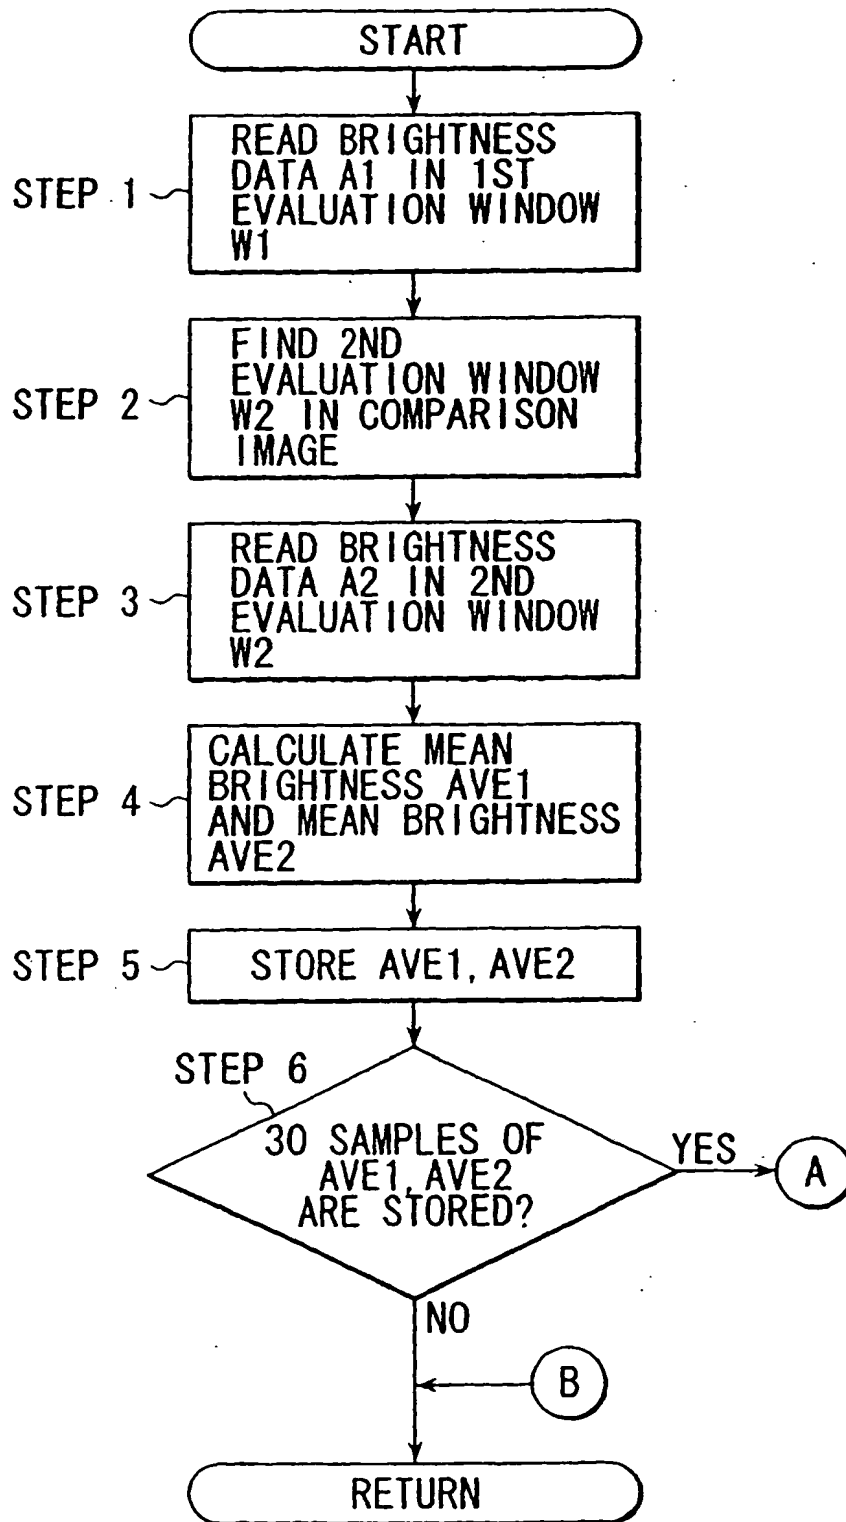 START
STEP 1
READ BRIGHTNESS
DATA A1 IN 1ST
EVALUATION WINDOW
W1
STEP 2
FIND 2ND
EVALUATION WINDOW
W2 IN COMPARISON
IMAGE
STEP 3
READ BRIGHTNESS
DATA A2 IN 2ND
EVALUATION WINDOW
W2
STEP 4
CALCULATE MEAN
BRIGHTNESS AVE1
AND MEAN BRIGHTNESS
AVE2
STEP 5
STORE AVE1, AVE2
STEP 6
30 SAMPLES OF
AVE1, AVE2
ARE STORED?
YES
A
NO
B
RETURN